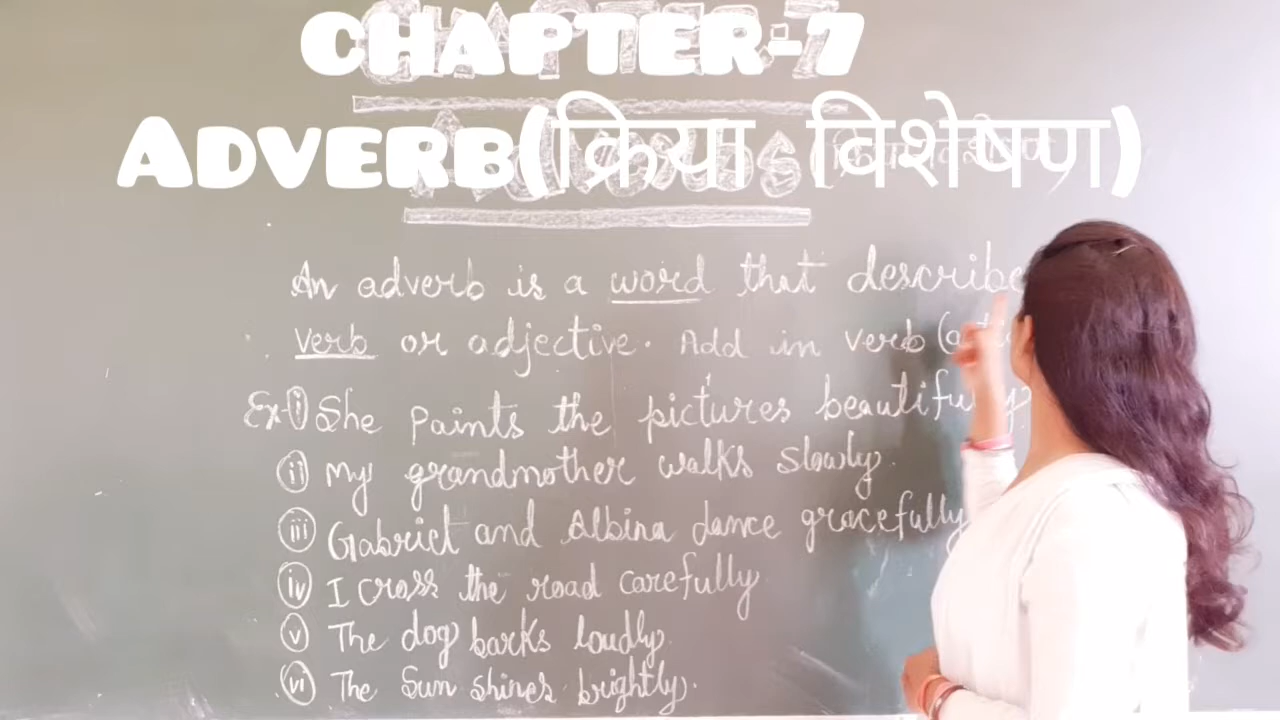 CHAPTER-7
ADVERB(क्रिया विशेषण)
An adverb is a word that describe
verb or adjective. Add in verb
Ex-i She paints the pictures beautifully
ii My grandmother walks slowly.
iii Gabriel and Albina dance gracefully
iv I cross the road carefully
v The dog barks loudly.
vi The Sun shines brightly.